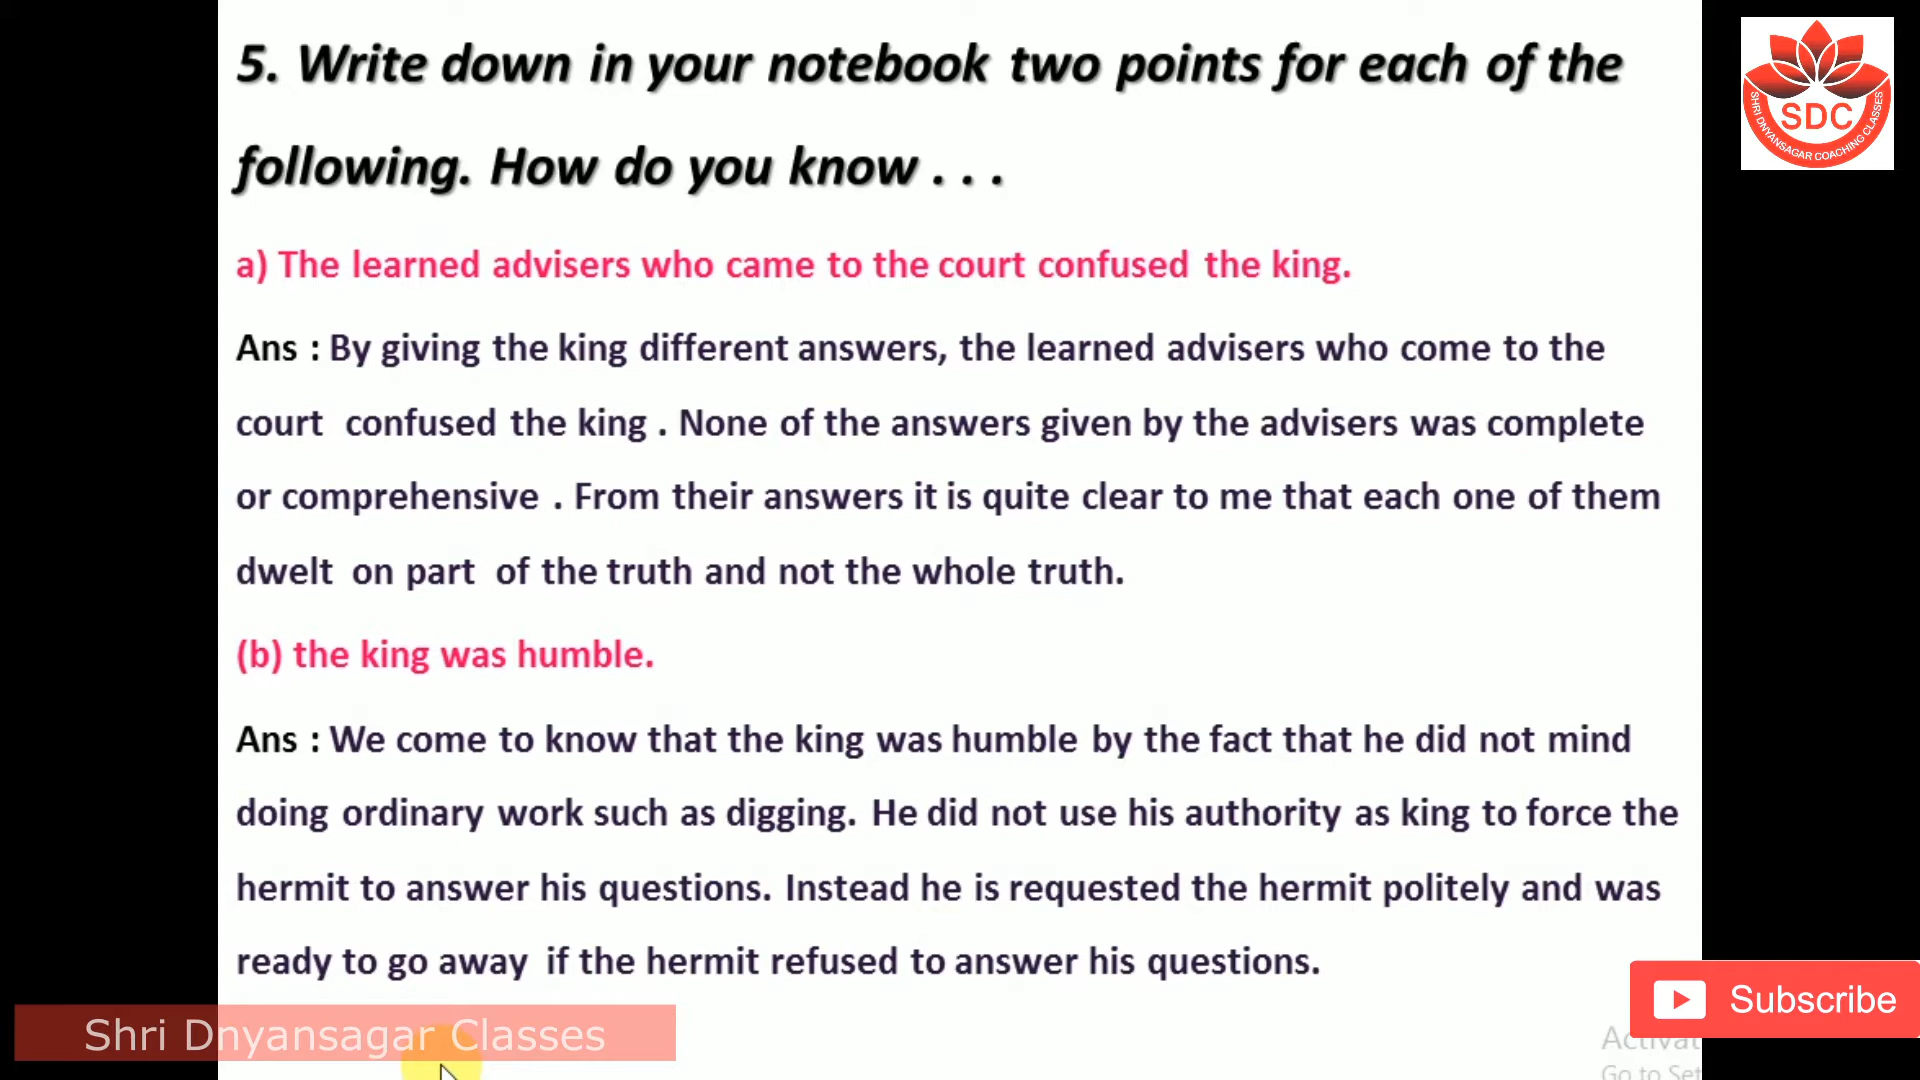 5. Write down in your notebook two points for each of the
following. How do you know . . .
a) The learned advisers who came to the court confused the king.
Ans : By giving the king different answers, the learned advisers who come to the
court confused the king . None of the answers given by the advisers was complete
or comprehensive . From their answers it is quite clear to me that each one of them
dwelt on part of the truth and not the whole truth.
(b) the king was humble.
Ans : We come to know that the king was humble by the fact that he did not mind
doing ordinary work such as digging. He did not use his authority as king to force the
hermit to answer his questions. Instead he is requested the hermit politely and was
ready to go away if the hermit refused to answer his questions.
SDC
SHRI DNYANSAGAR COACHING CLASSES
Subscribe
Shri Dnyansagar Classes
Go to